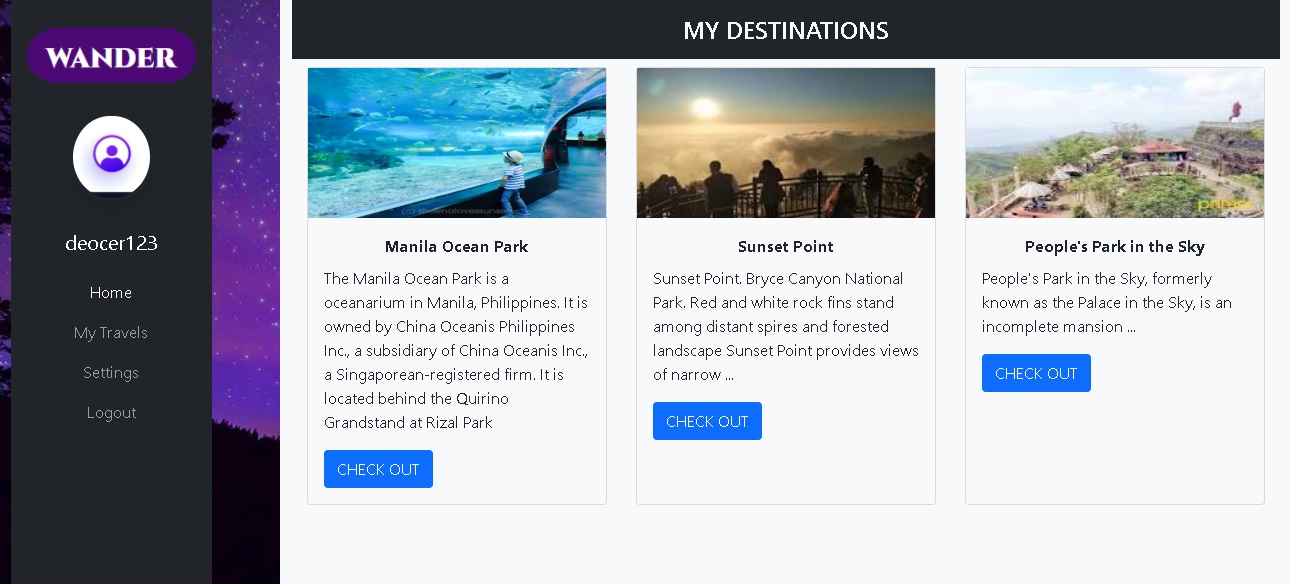 WANDER
deocer123
Home
My Travels
Settings
Logout
MY DESTINATIONS
Manila Ocean Park
The Manila Ocean Park is a
oceanarium in Manila, Philippines. It is
owned by China Oceanis Philippines
Inc., a subsidiary of China Oceanis Inc.,
a Singaporean-registered firm. It is
located behind the Quirino
Grandstand at Rizal Park
CHECK OUT
Sunset Point
Sunset Point. Bryce Canyon National
Park. Red and white rock fins stand
among distant spires and forested
landscape Sunset Point provides views
of narrow ...
CHECK OUT
People's Park in the Sky
People's Park in the Sky, formerly
known as the Palace in the Sky, is an
incomplete mansion ...
CHECK OUT